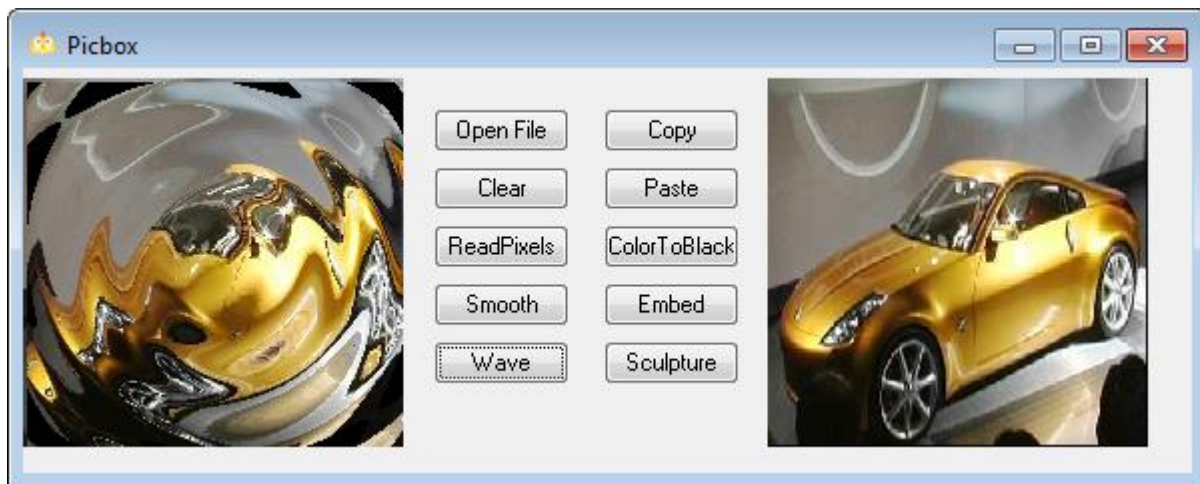 Picbox
Open File
Copy
Clear
Paste
ReadPixels
ColorToBlack
Smooth
Embed
Wave
Sculpture